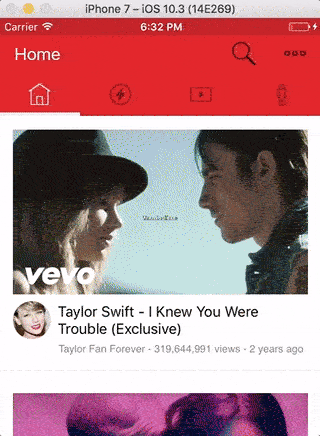 iPhone 7 – iOS 10.3 (14E269)
Carrier 6:32 PM
Home
vevo
Taylor Swift - I Knew You Were
Trouble (Exclusive)
Taylor Fan Forever - 319,644,991 views - 2 years ago